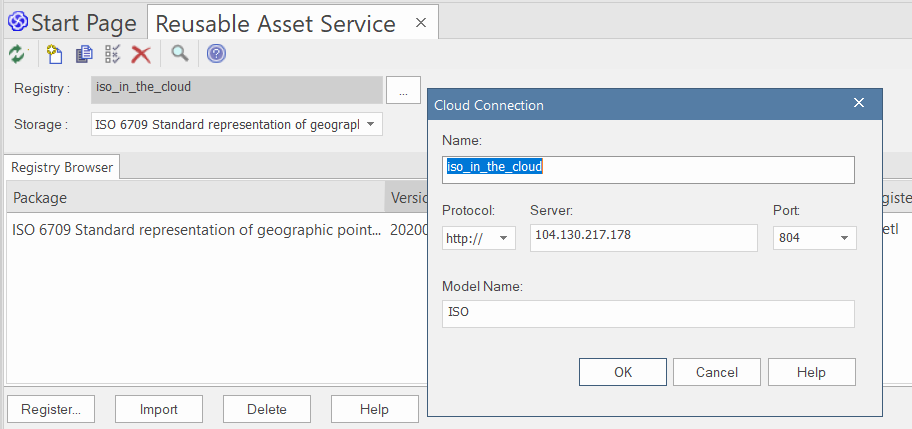 Start Page
Reusable Asset Service
Registry :
iso_in_the_cloud
...
Storage :
ISO 6709 Standard representation of geograpl
Registry Browser
Package
Versio
giste
ISO 6709 Standard representation of geographic point...
20200
etl
Register...
Import
Delete
Help
Cloud Connection
Name:
iso_in_the_cloud
Protocol:
Server:
Port:
http://
104.130.217.178
804
Model Name:
ISO
OK
Cancel
Help